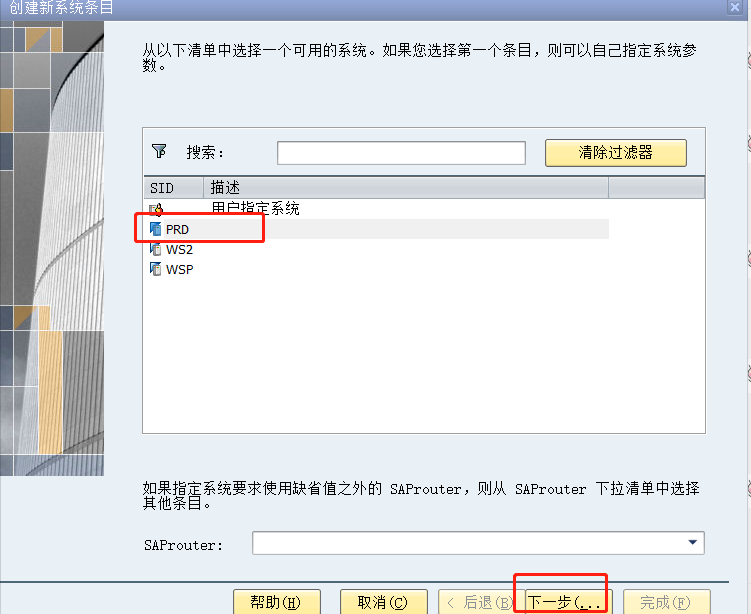 创建新系统条目
从以下清单中选择一个可用的系统。如果您选择第一个条目，则可以自己指定系统参
数。
搜索：
清除过滤器
SID 描述
用户指定系统
PRD
WS2
WSP
如果指定系统要求使用缺省值之外的 SAProuter，则从 SAProuter 下拉清单中选择
其他条目。
SAProuter:
帮助(H) 取消(C) < 后退(B) 下一步(... 完成(F)